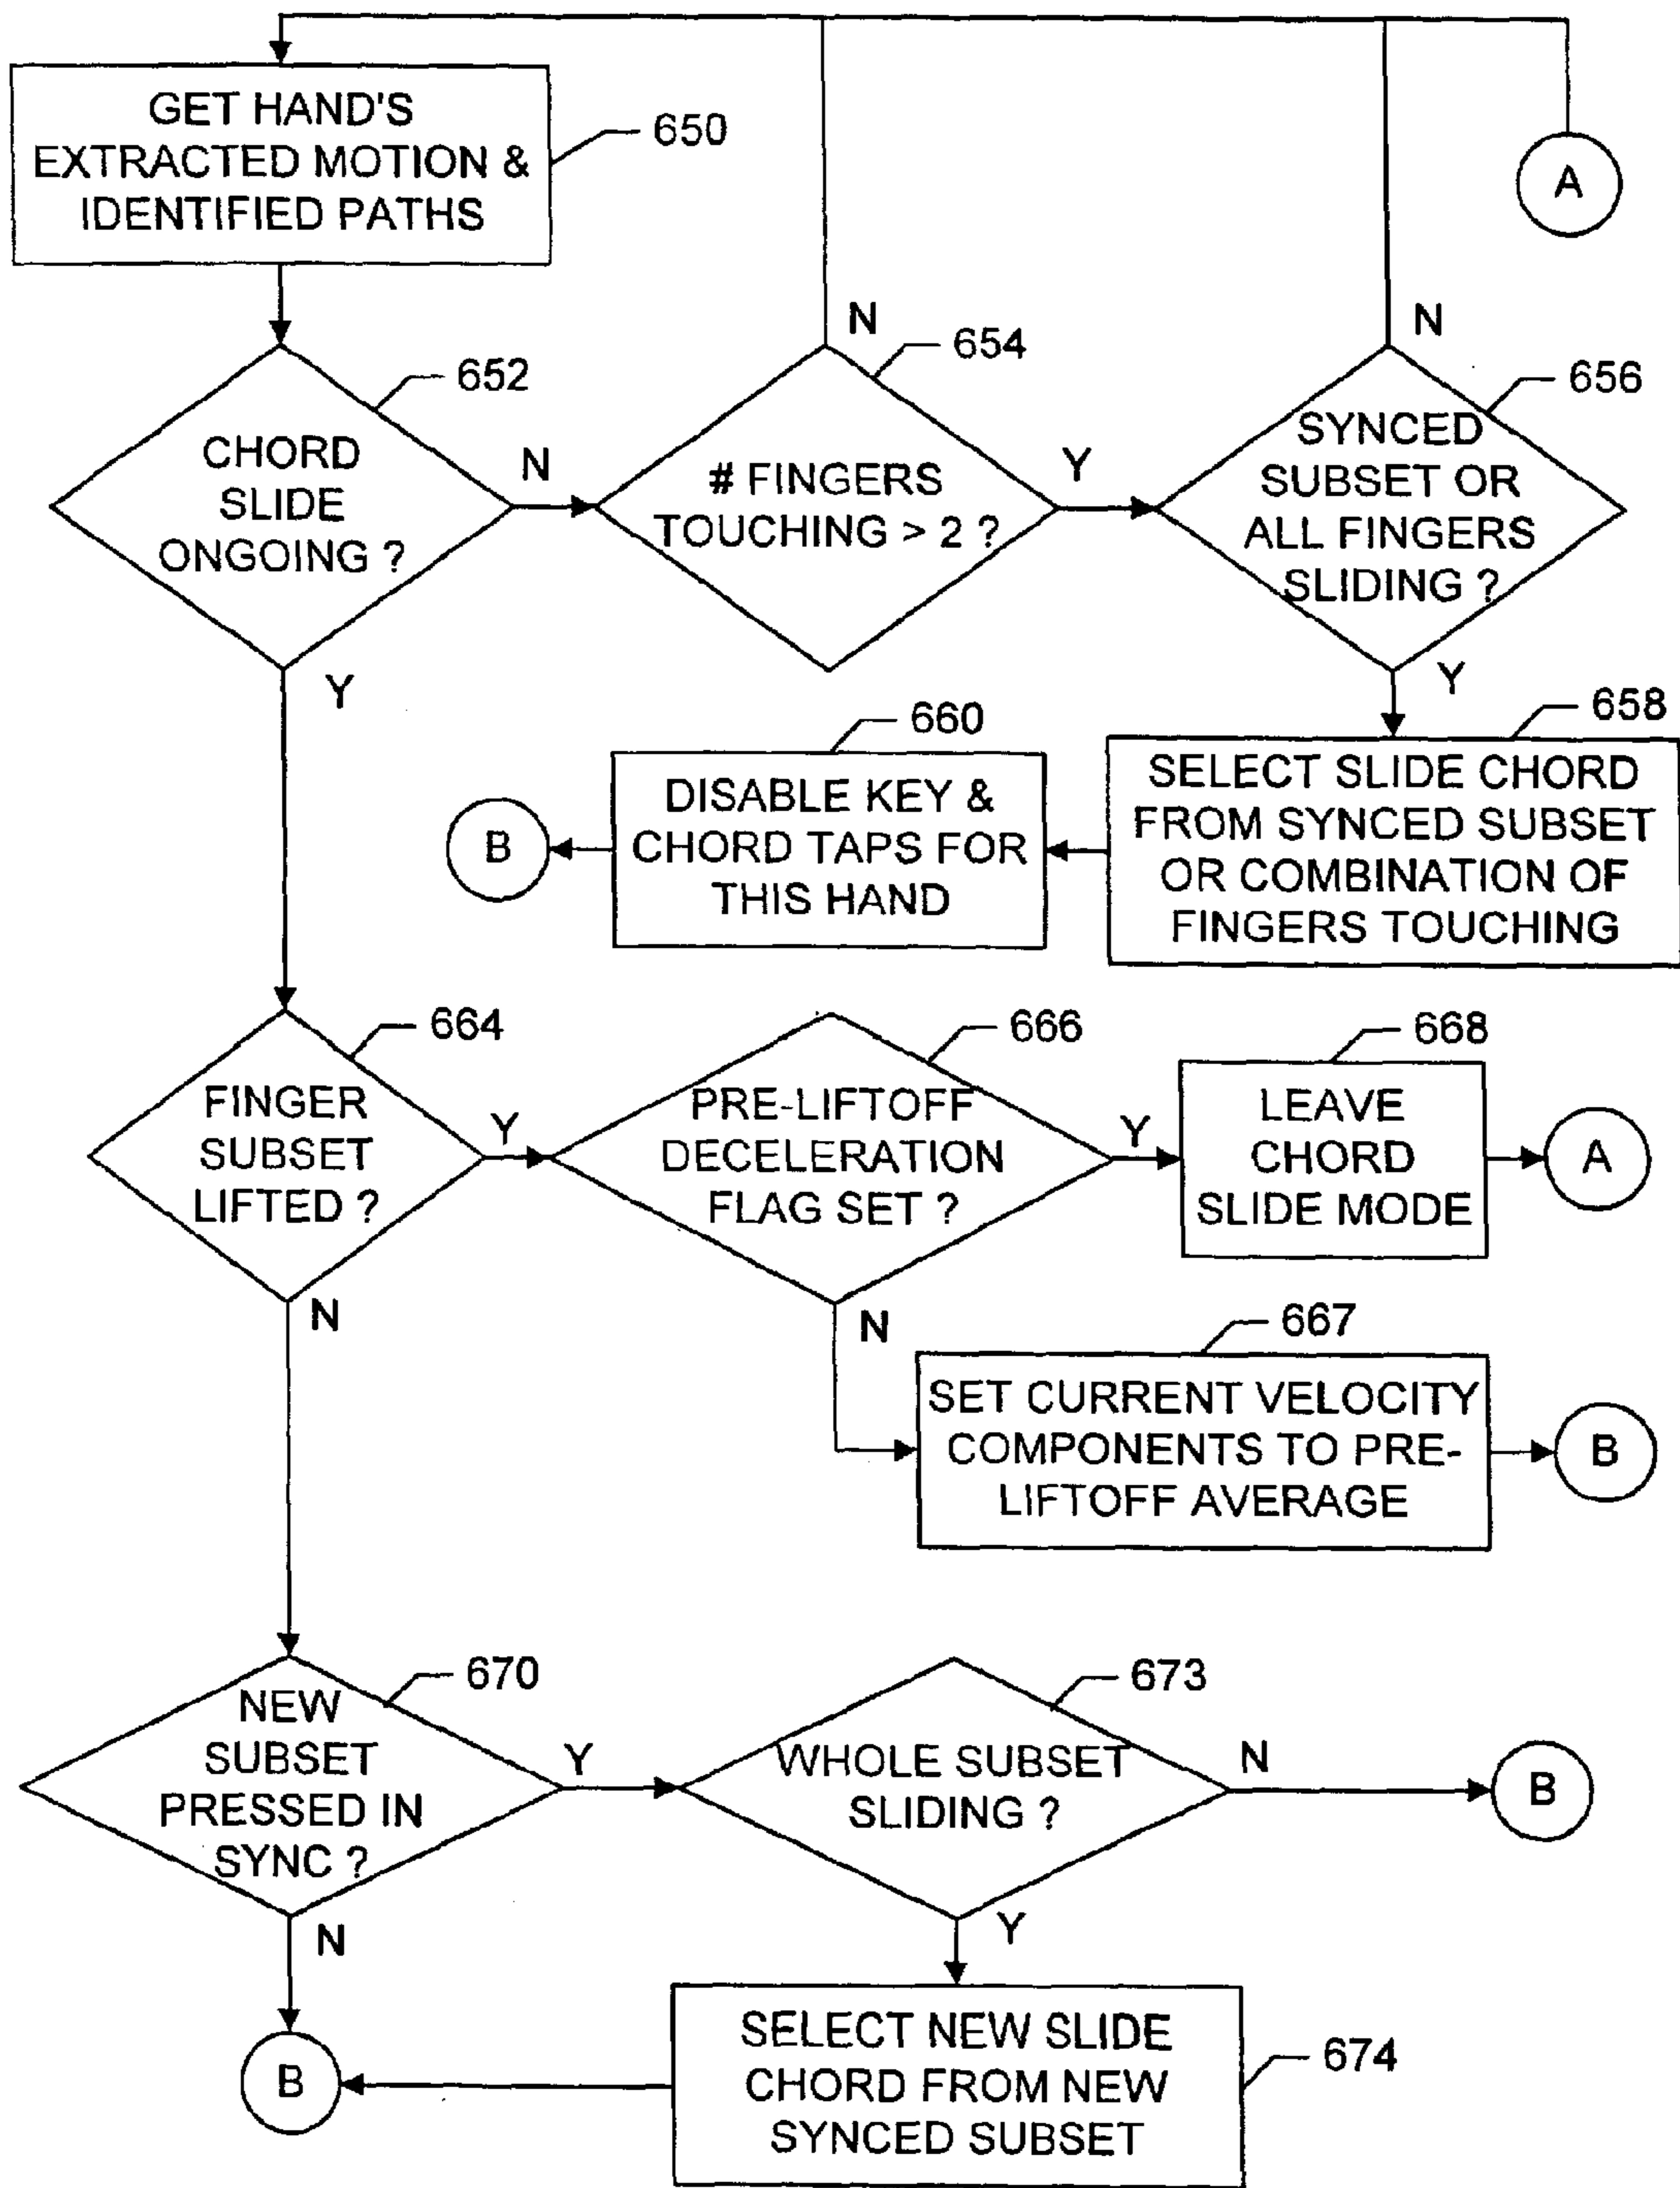 GET HAND'S
EXTRACTED MOTION &
IDENTIFIED PATHS
650
A
N
N
652
654
656
CHORD
SLIDE
ONGOING ?
N
# FINGERS
TOUCHING > 2 ?
Y
SYNCED
SUBSET OR
ALL FINGERS
SLIDING ?
Y
Y
660
658
B
DISABLE KEY &
CHORD TAPS FOR
THIS HAND
SELECT SLIDE CHORD
FROM SYNCED SUBSET
OR COMBINATION OF
FINGERS TOUCHING
664
666
668
FINGER
SUBSET
LIFTED ?
Y
PRE-LIFTOFF
DECELERATION
FLAG SET ?
Y
LEAVE
CHORD
SLIDE MODE
A
N
N
667
SET CURRENT VELOCITY
COMPONENTS TO PRE-
LIFTOFF AVERAGE
B
670
673
NEW
SUBSET
PRESSED IN
SYNC ?
Y
WHOLE SUBSET
SLIDING ?
N
B
N
Y
B
SELECT NEW SLIDE
CHORD FROM NEW
SYNCED SUBSET
674